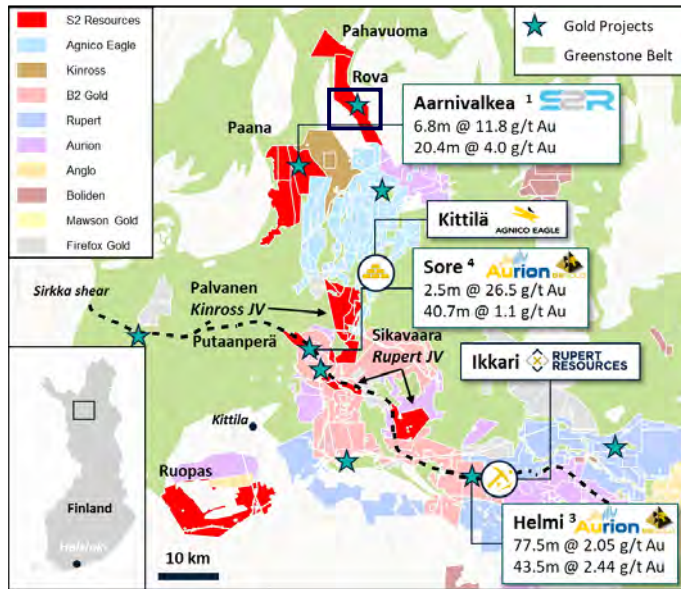 S2 Resources
Agnico Eagle
Kinross
B2 Gold
Rupert
Aurion
Anglo
Boliden
Mawson Gold
Firefox Gold
Gold Projects
Greenstone Belt
Pahavuoma
Rova
Paana
Aarnivalkea 1 S2R
6.8m @ 11.8 g/t Au
20.4m @ 4.0 g/t Au
Kittilä AGNICO EAGLE
Sore 4 Aurion
2.5m @ 26.5 g/t Au
40.7m @ 1.1 g/t Au
Sirkka shear
Palvanen
Kinross JV
Putaanperä
Sikavaara
Rupert JV
Ikkari RUPERT
RESOURCES
Kittila
Ruopas
Finland
Helsinki
10 km
Helmi 3 Aurion
77.5m @ 2.05 g/t Au
43.5m @ 2.44 g/t Au